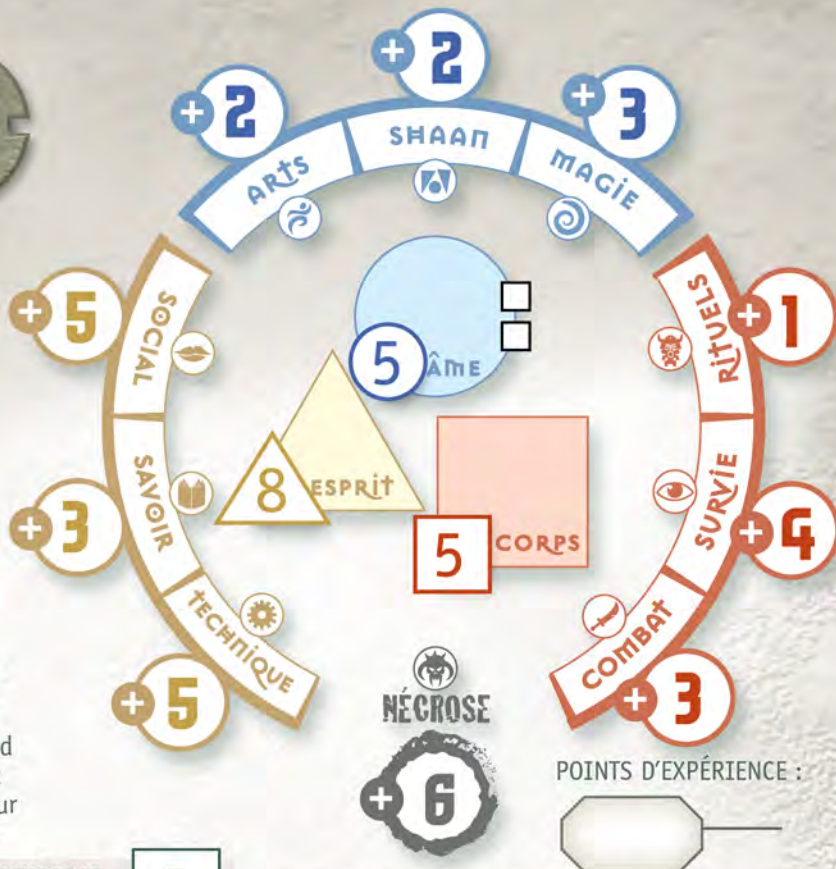 +2
+2
+3
ARTS
SHAAN
MAGIE
+5
SOCIAL
+3
SAVOIR
+5
TECHNIQUE
RITUELS
+1
SURVIE
+4
COMBAT
+3
5
ÂME
8
ESPRIT
5
CORPS
NÉCROSE
+6
d
ur
POINTS D'EXPÉRIENCE :